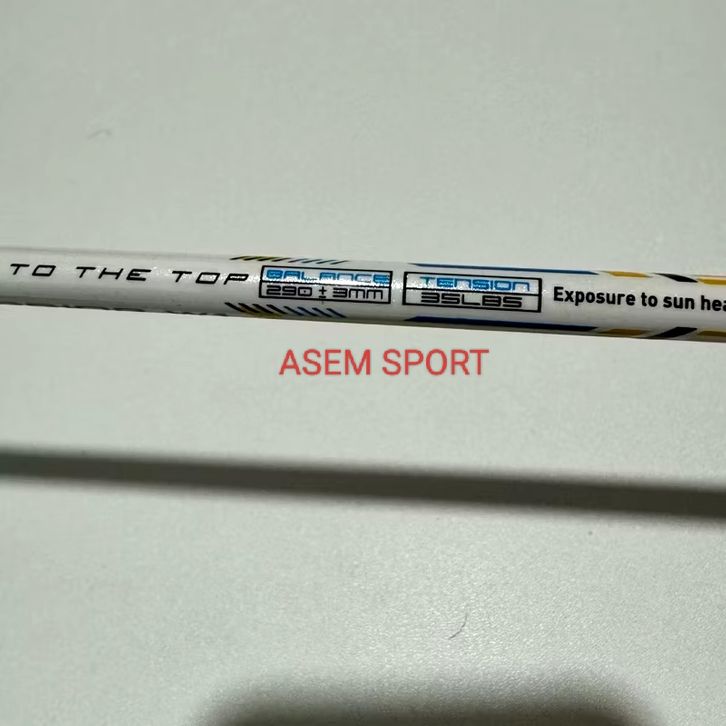 TO THE TOP
BALANCE
290±3mm
TENSION
35LBS
Exposure to sun hea
ASEM SPORT